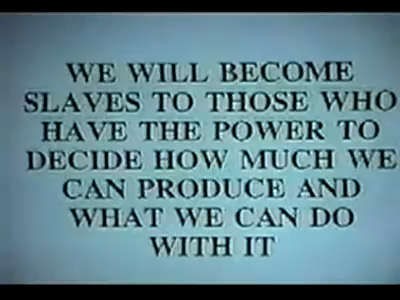 WE WILL BECOME
SLAVES TO THOSE WHO
HAVE THE POWER TO
DECIDE HOW MUCH WE
CAN PRODUCE AND
WHAT WE CAN DO
WITH IT